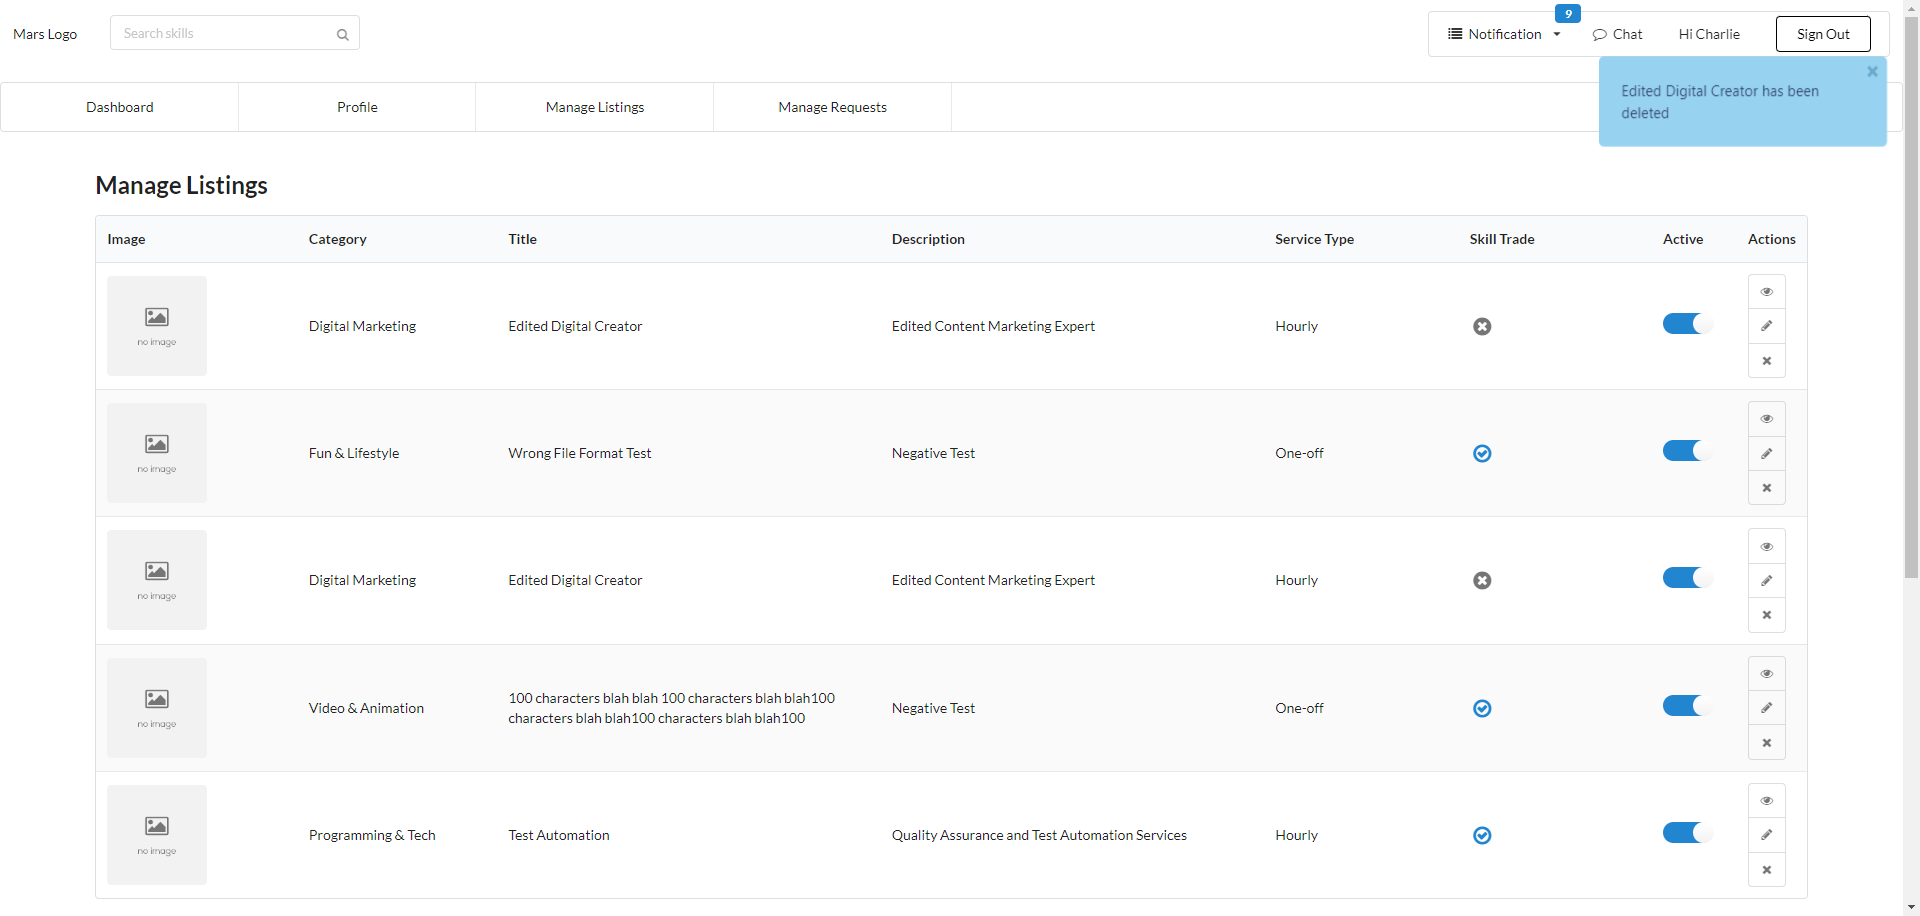 Mars Logo
Search skills
9
Notification
Chat
Hi Charlie
Sign Out
Edited Digital Creator has been
deleted
Dashboard
Profile
Manage Listings
Manage Requests
Manage Listings
Image Category Title Description Service Type Skill Trade Active Actions
no image
Digital Marketing Edited Digital Creator Edited Content Marketing Expert Hourly
no image
Fun & Lifestyle Wrong File Format Test Negative Test One-off
no image
Digital Marketing Edited Digital Creator Edited Content Marketing Expert Hourly
no image
Video & Animation
100 characters blah blah 100 characters blah blah100
characters blah blah100 characters blah blah100
Negative Test One-off
no image
Programming & Tech Test Automation Quality Assurance and Test Automation Services Hourly